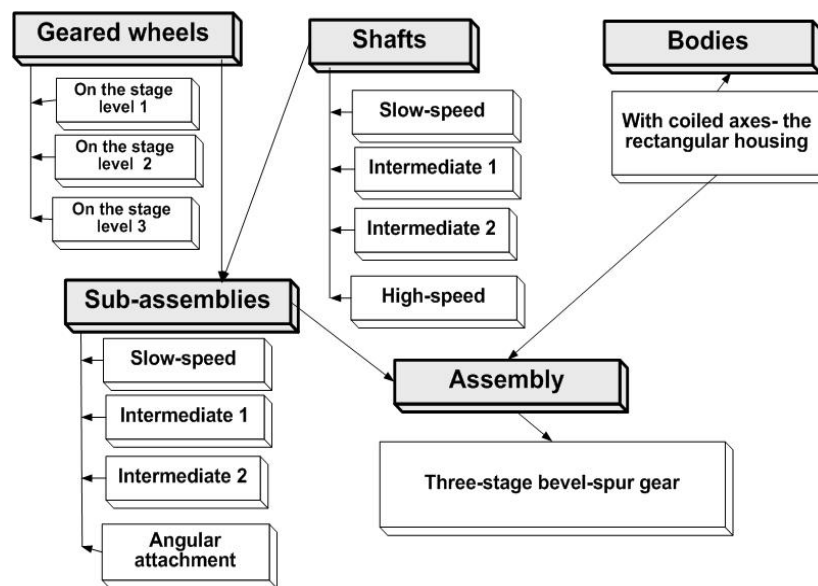 Geared wheels
On the stage
level 1
On the stage
level 2
On the stage
level 3
Shafts
Slow-speed
Intermediate 1
Intermediate 2
High-speed
Bodies
With coiled axes- the
rectangular housing
Sub-assemblies
Slow-speed
Intermediate 1
Intermediate 2
Angular
attachment
Assembly
Three-stage bevel-spur gear